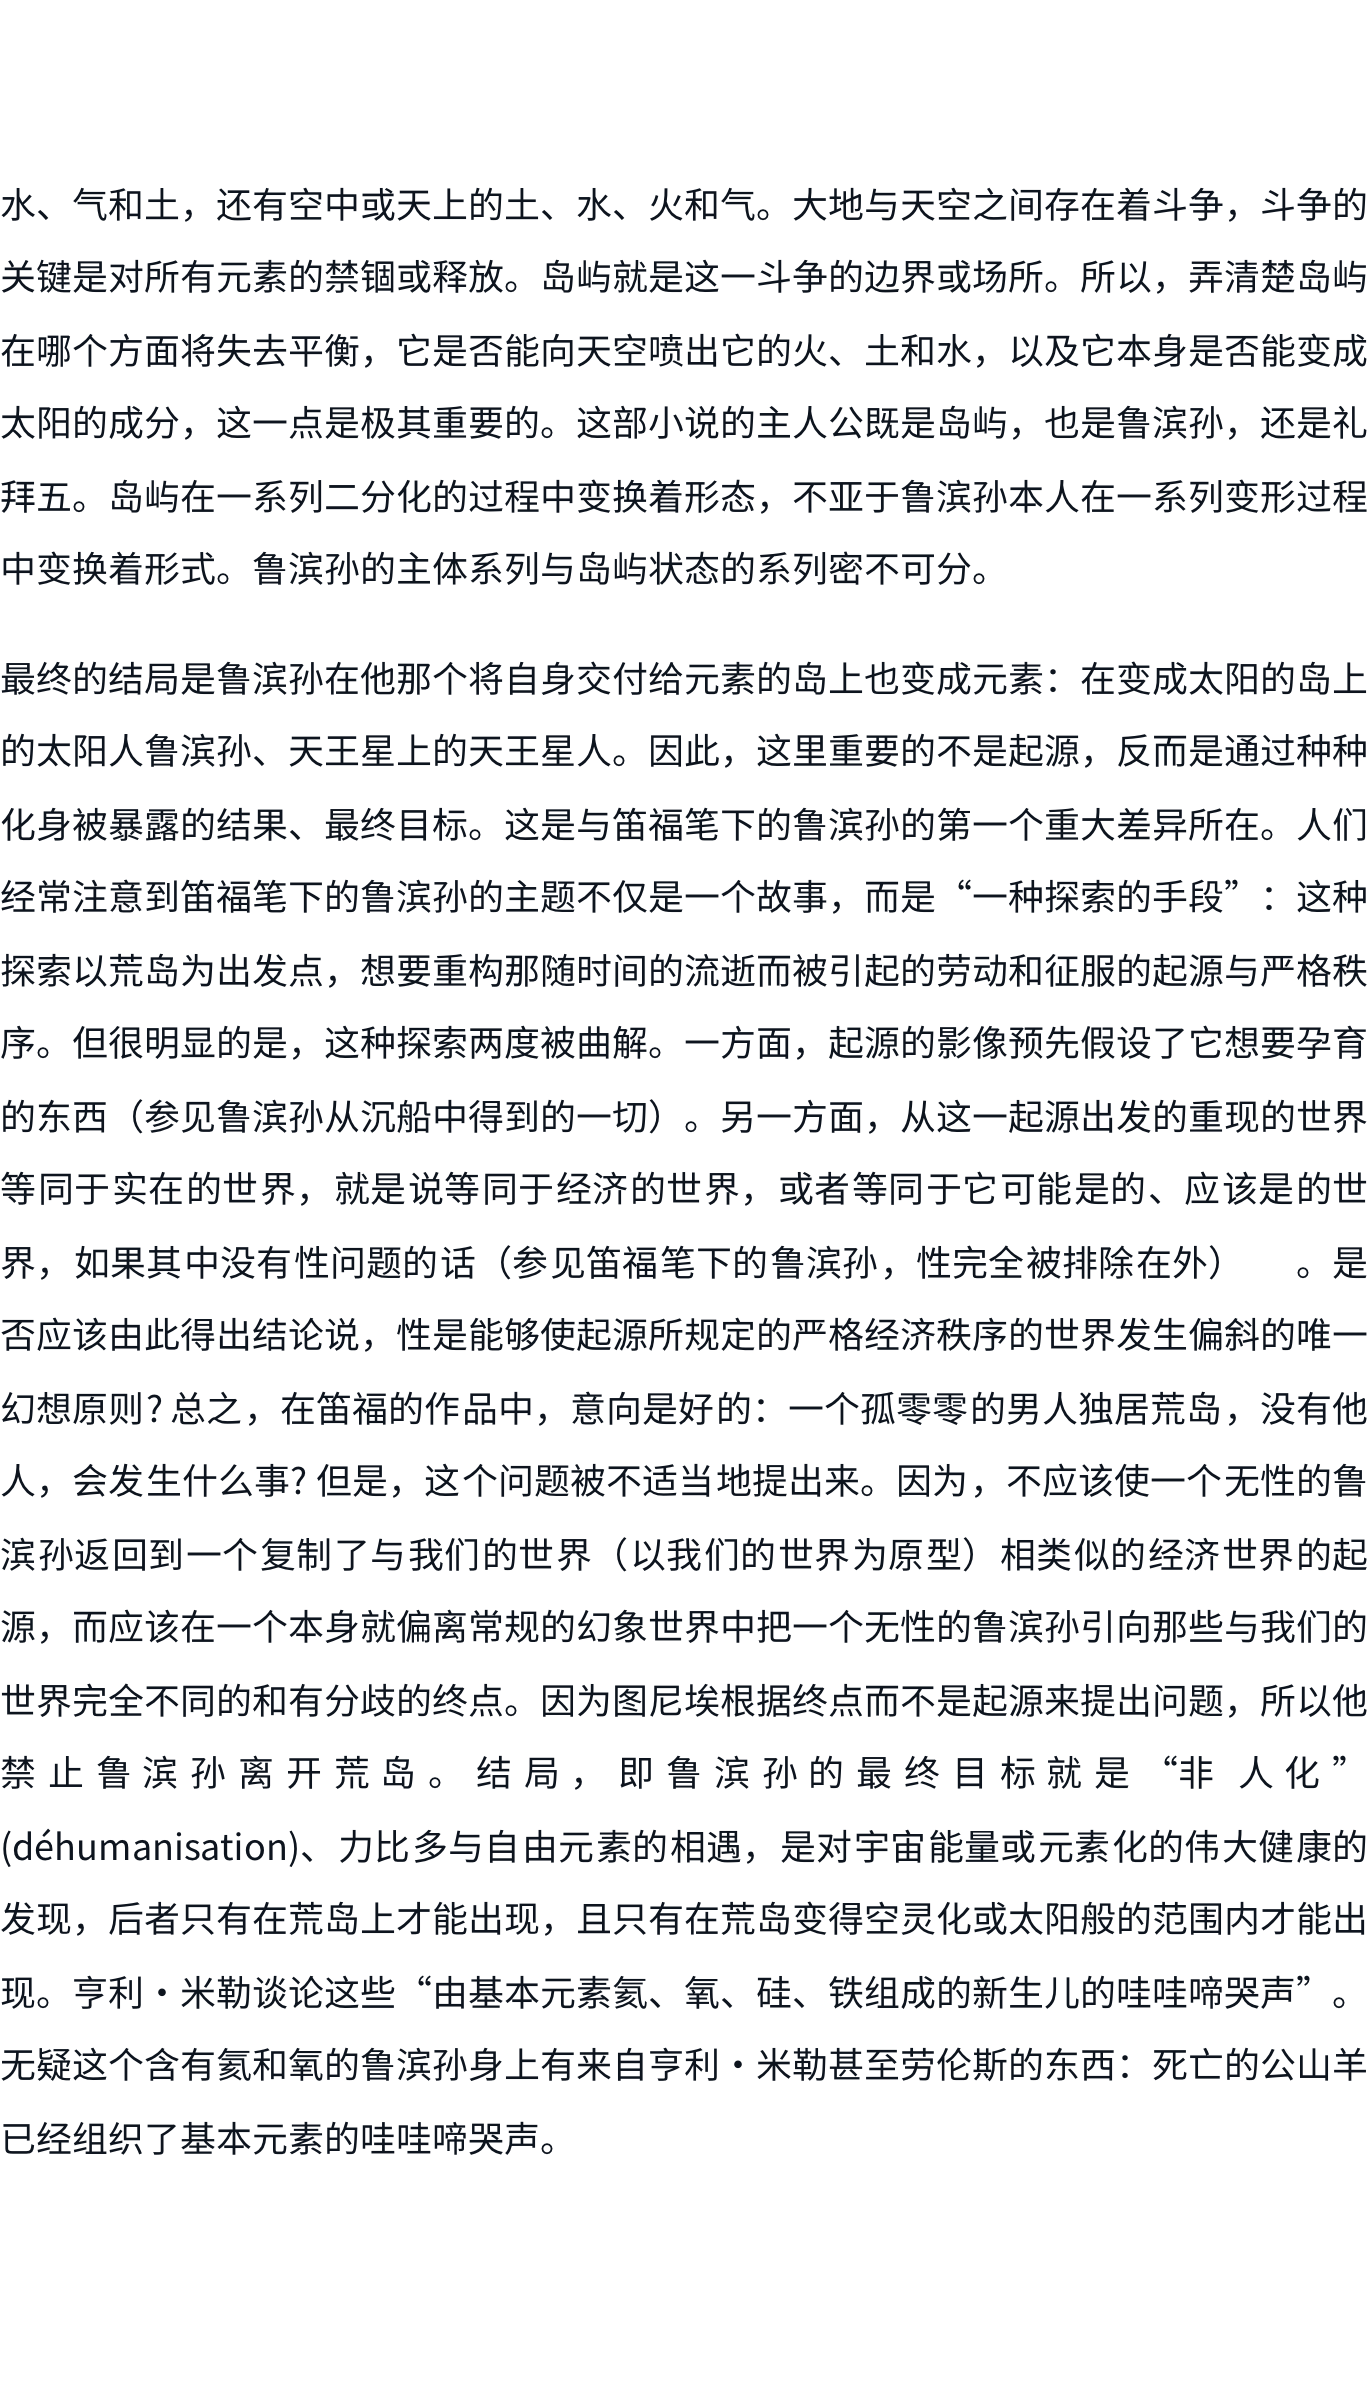 水、气和土，还有空中或天上的土、水、火和气。大地与天空之间存在着斗争，斗争的
关键是对所有元素的禁锢或释放。岛屿就是这一斗争的边界或场所。所以，弄清楚岛屿
在哪个方面将失去平衡，它是否能向天空喷出它的火、土和水，以及它本身是否能变成
太阳的成分，这一点是极其重要的。这部小说的主人公既是岛屿，也是鲁滨孙，还是礼
拜五。岛屿在一系列二分化的过程中变换着形态，不亚于鲁滨孙本人在一系列变形过程
中变换着形式。鲁滨孙的主体系列与岛屿状态的系列密不可分。
最终的结局是鲁滨孙在他那个将自身交付给元素的岛上也变成元素：在变成太阳的岛上
的太阳人鲁滨孙、天王星上的天王星人。因此，这里重要的不是起源，反而是通过种种
化身被暴露的结果、最终目标。这是与笛福笔下的鲁滨孙的第一个重大差异所在。人们
经常注意到笛福笔下的鲁滨孙的主题不仅是一个故事，而是“一种探索的手段”：这种
探索以荒岛为出发点，想要重构那随时间的流逝而被引起的劳动和征服的起源与严格秩
序。但很明显的是，这种探索两度被曲解。一方面，起源的影像预先假设了它想要孕育
的东西（参见鲁滨孙从沉船中得到的一切）。另一方面，从这一起源出发的重现的世界
等同于实在的世界，就是说等同于经济的世界，或者等同于它可能是的、应该是的世
界，如果其中没有性问题的话（参见笛福笔下的鲁滨孙，性完全被排除在外） 。是
否应该由此得出结论说，性是能够使起源所规定的严格经济秩序的世界发生偏斜的唯一
幻想原则? 总之，在笛福的作品中，意向是好的：一个孤零零的男人独居荒岛，没有他
人，会发生什么事? 但是，这个问题被不适当地提出来。因为，不应该使一个无性的鲁
滨孙返回到一个复制了与我们的世界（以我们的世界为原型）相类似的经济世界的起
源，而应该在一个本身就偏离常规的幻象世界中把一个无性的鲁滨孙引向那些与我们的
世界完全不同的和有分歧的终点。因为图尼埃根据终点而不是起源来提出问题，所以他
禁止鲁滨孙离开荒岛。结局，即鲁滨孙的最终目标就是“非 人化”
(déhumanisation)、力比多与自由元素的相遇，是对宇宙能量或元素化的伟大健康的
发现，后者只有在荒岛上才能出现，且只有在荒岛变得空灵化或太阳般的范围内才能出
现。亨利·米勒谈论这些“由基本元素氦、氧、硅、铁组成的新生儿的哇哇啼哭声”。
无疑这个含有氦和氧的鲁滨孙身上有来自亨利·米勒甚至劳伦斯的东西：死亡的公山羊
已经组织了基本元素的哇哇啼哭声。